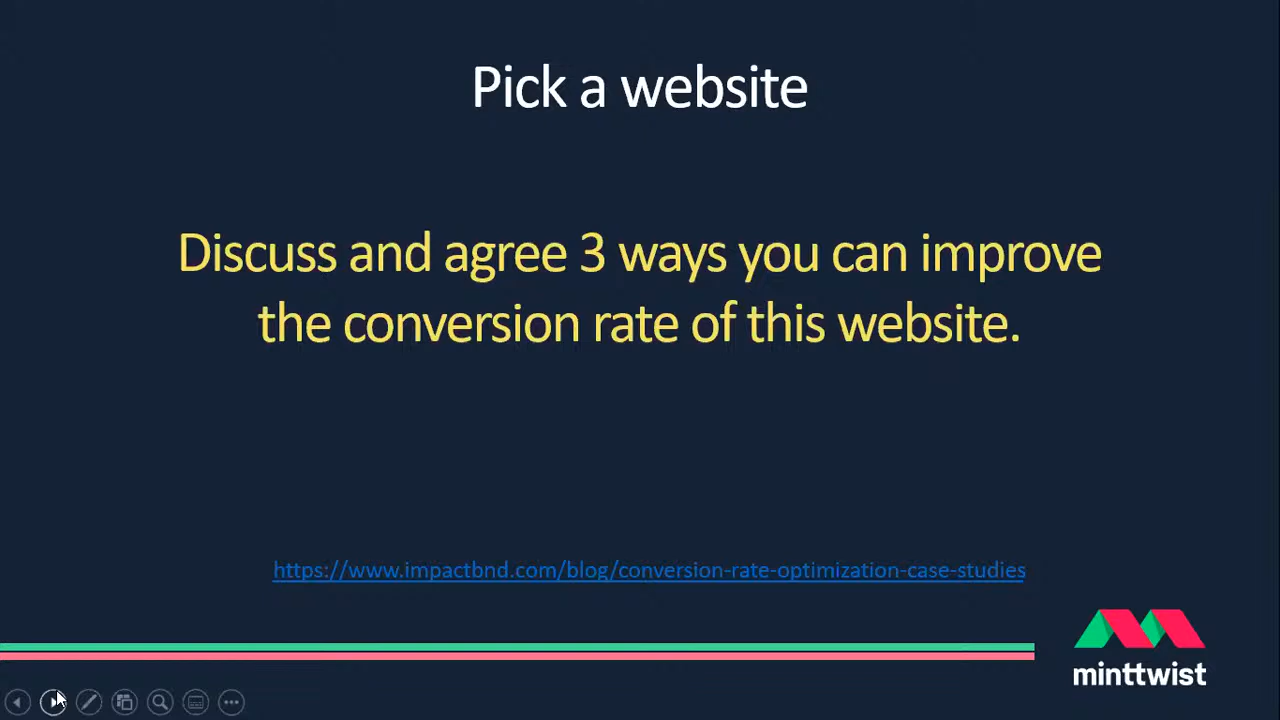 Pick a website
Discuss and agree 3 ways you can improve
the conversion rate of this website.
https://www.impactbnd.com/blog/conversion-rate-optimization-case-studies
minttwist